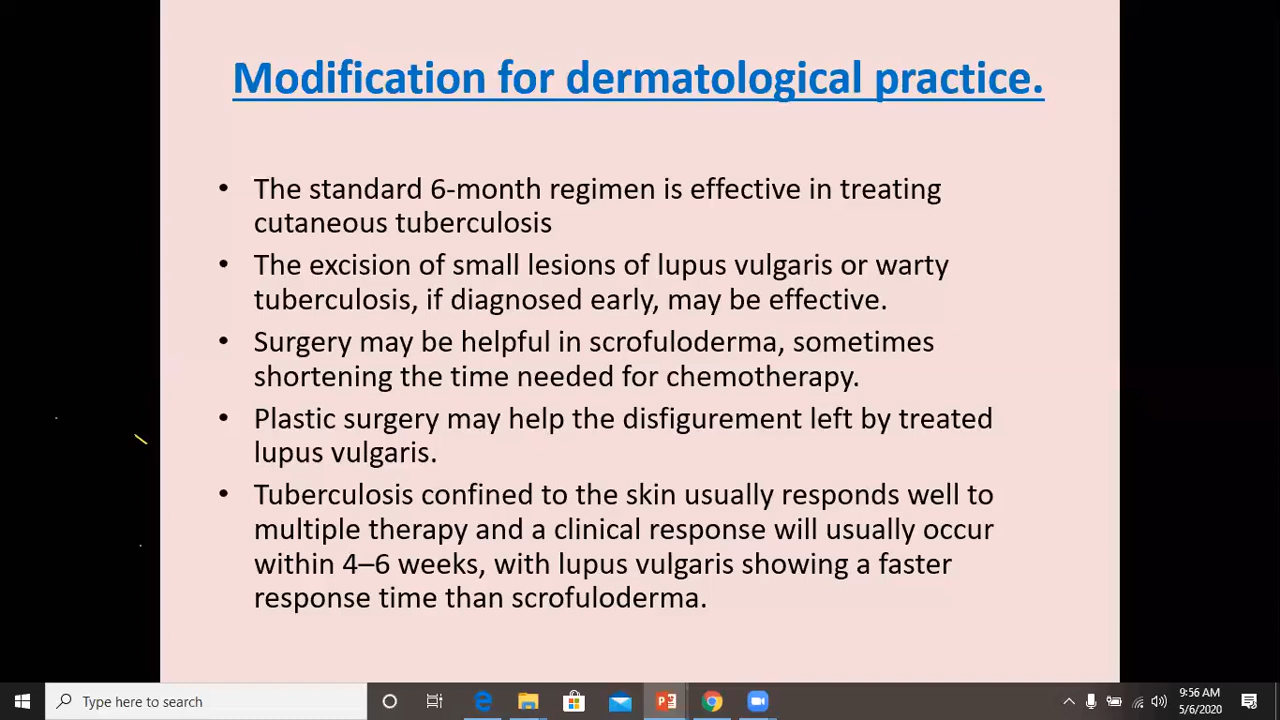 Modification for dermatological practice.
• The standard 6-month regimen is effective in treating
cutaneous tuberculosis
• The excision of small lesions of lupus vulgaris or warty
tuberculosis, if diagnosed early, may be effective.
• Surgery may be helpful in scrofuloderma, sometimes
shortening the time needed for chemotherapy.
• Plastic surgery may help the disfigurement left by treated
lupus vulgaris.
• Tuberculosis confined to the skin usually responds well to
multiple therapy and a clinical response will usually occur
within 4–6 weeks, with lupus vulgaris showing a faster
response time than scrofuloderma.
Type here to search
9:56 AM
5/6/2020